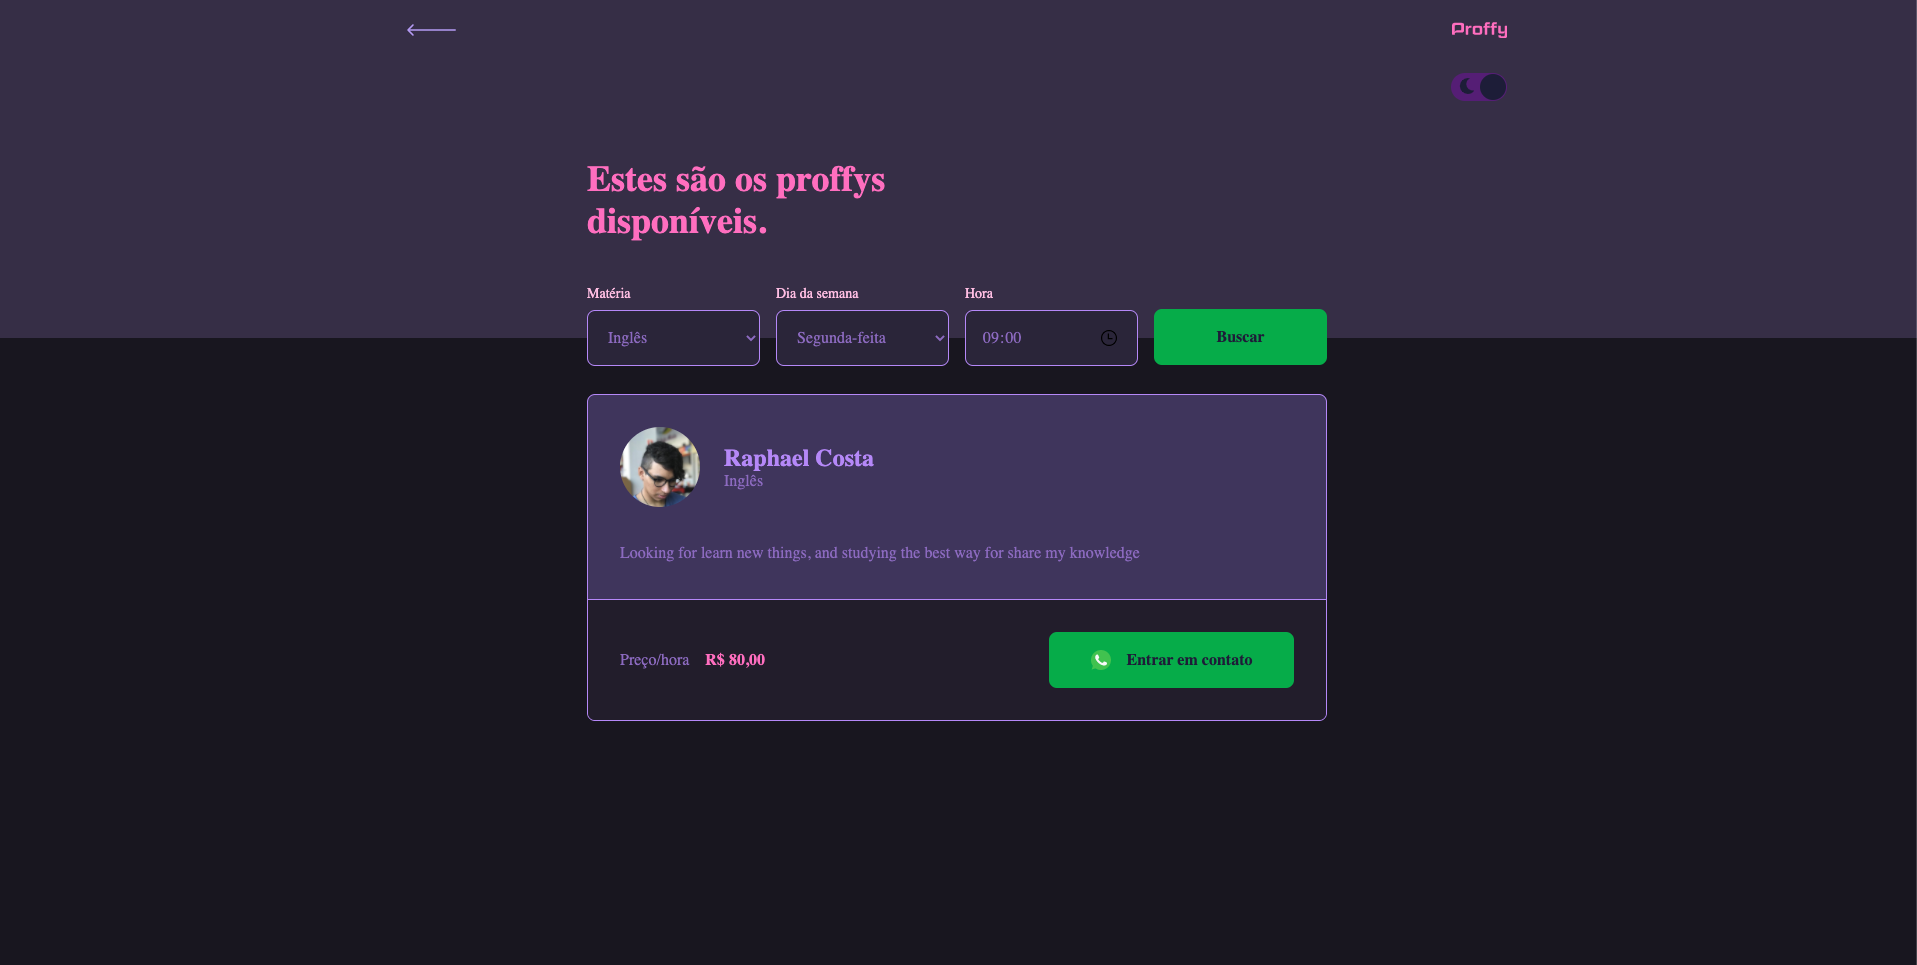 Proffy
Estes são os proffys
disponíveis.
Matéria
Dia da semana
Hora
Inglês
Segunda-feita
09:00
Buscar
Raphael Costa
Inglês
Looking for learn new things, and studying the best way for share my knowledge
Preço/hora R$ 80,00
Entrar em contato